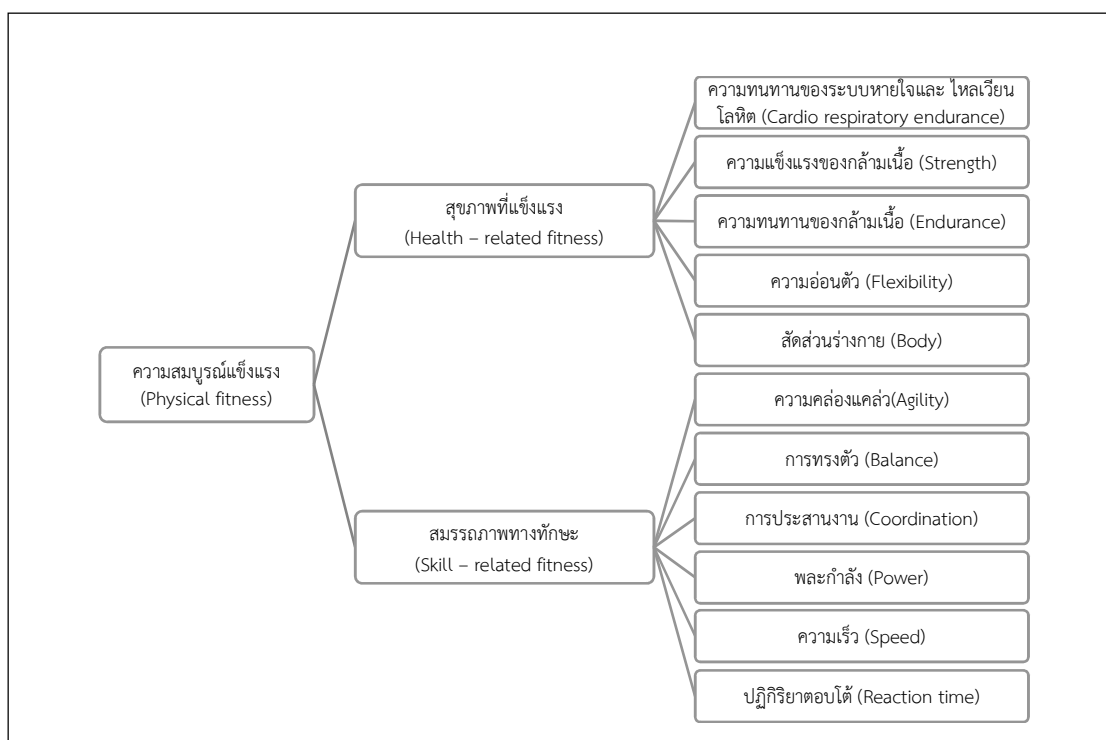 ความทนทานของระบบหายใจและ ไหลเวียน
โลหิต (Cardio respiratory endurance)
ความแข็งแรงของกล้ามเนื้อ (Strength)
สุขภาพที่แข็งแรง
(Health – related fitness)
ความทนทานของกล้ามเนื้อ (Endurance)
ความอ่อนตัว (Flexibility)
สัดส่วนร่างกาย (Body)
ความสมบูรณ์แข็งแรง
(Physical fitness)
ความคล่องแคล่ว(Agility)
การทรงตัว (Balance)
การประสานงาน (Coordination)
สมรรถภาพทางทักษะ
(Skill – related fitness)
พละกำลัง (Power)
ความเร็ว (Speed)
ปฏิกิริยาตอบโต้ (Reaction time)